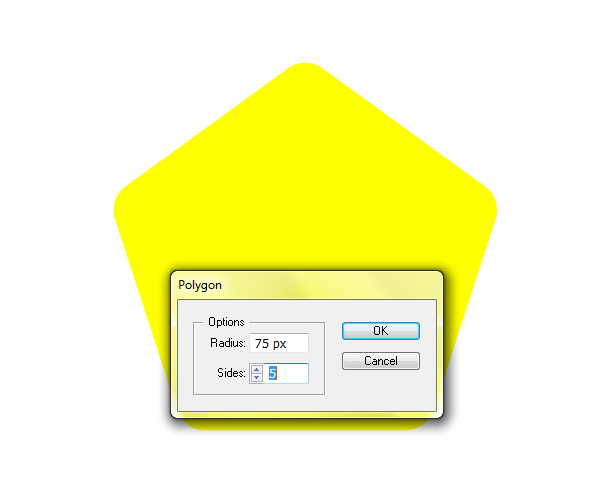 Polygon
Options
Radius: 75 px
Sides: 5
OK
Cancel